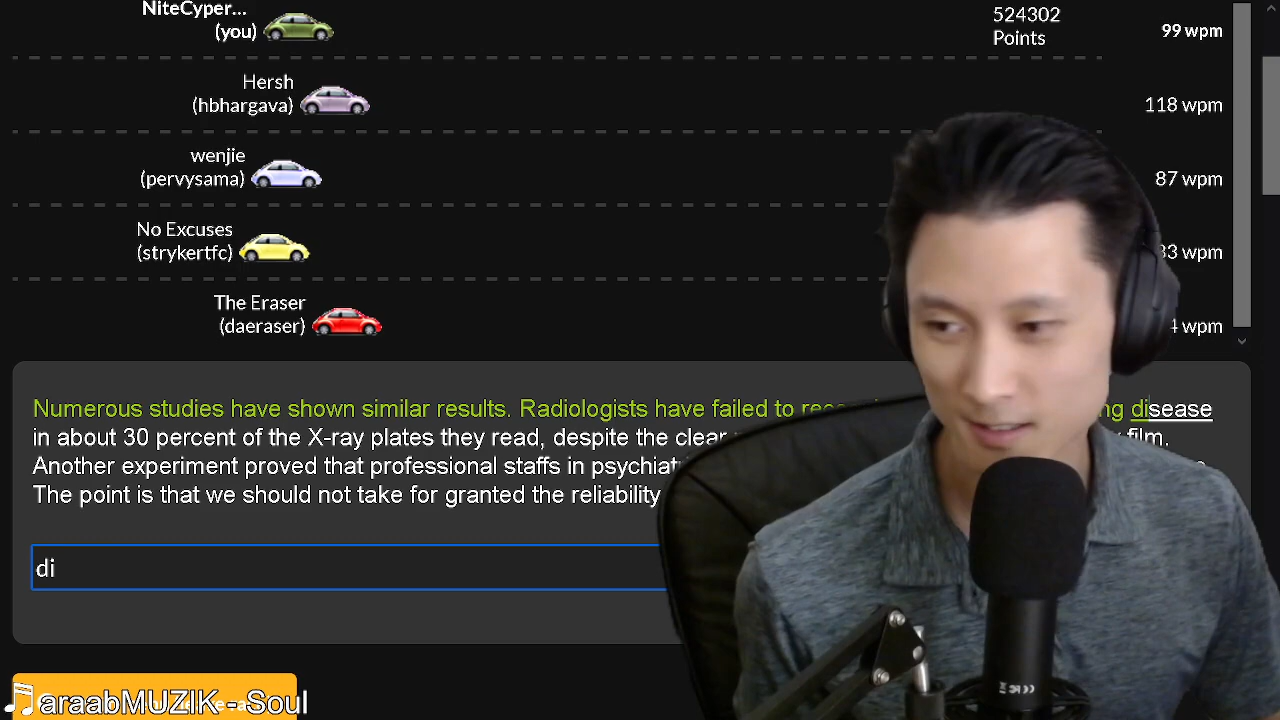 NiteCyper...
(you)
524302
Points
99 wpm
Hersh
(hbhargava)
118 wpm
wenjie
(pervysama)
87 wpm
No Excuses
(strykertfc)
wpm
The Eraser
(daeraser)
wpm
Numerous studies have shown similar results. Radiologists have failed to disease
in about 30 percent of the X-ray plates they read, despite the clear film.
Another experiment proved that professional staffs in
The point is that we should not take for granted the reliability
di
araabMUZIK - Soul